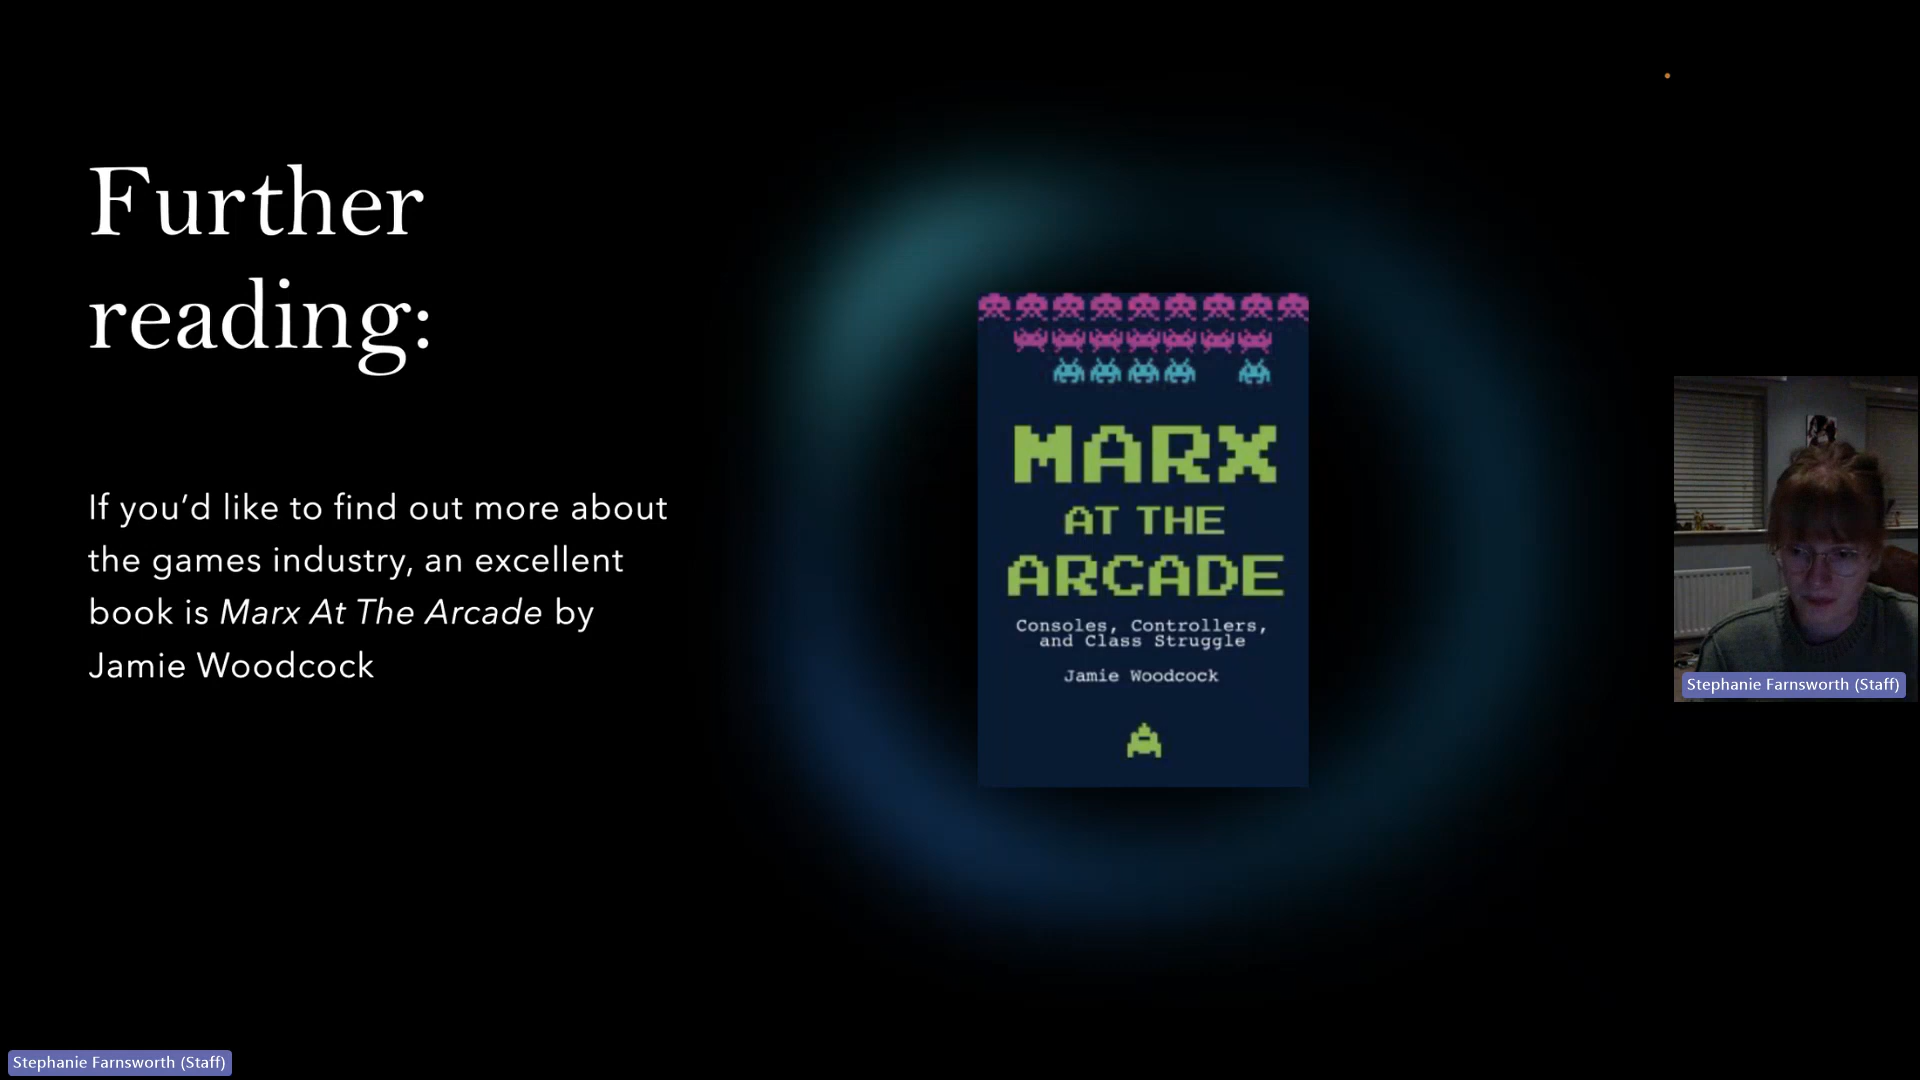 Further
reading:
If you’d like to find out more about
the games industry, an excellent
book is Marx At The Arcade by
Jamie Woodcock
MARX
AT THE
ARCADE
Consoles, Controllers,
and Class Struggle
Jamie Woodcock
Stephanie Farnsworth (Staff)
Stephanie Farnsworth (Staff)